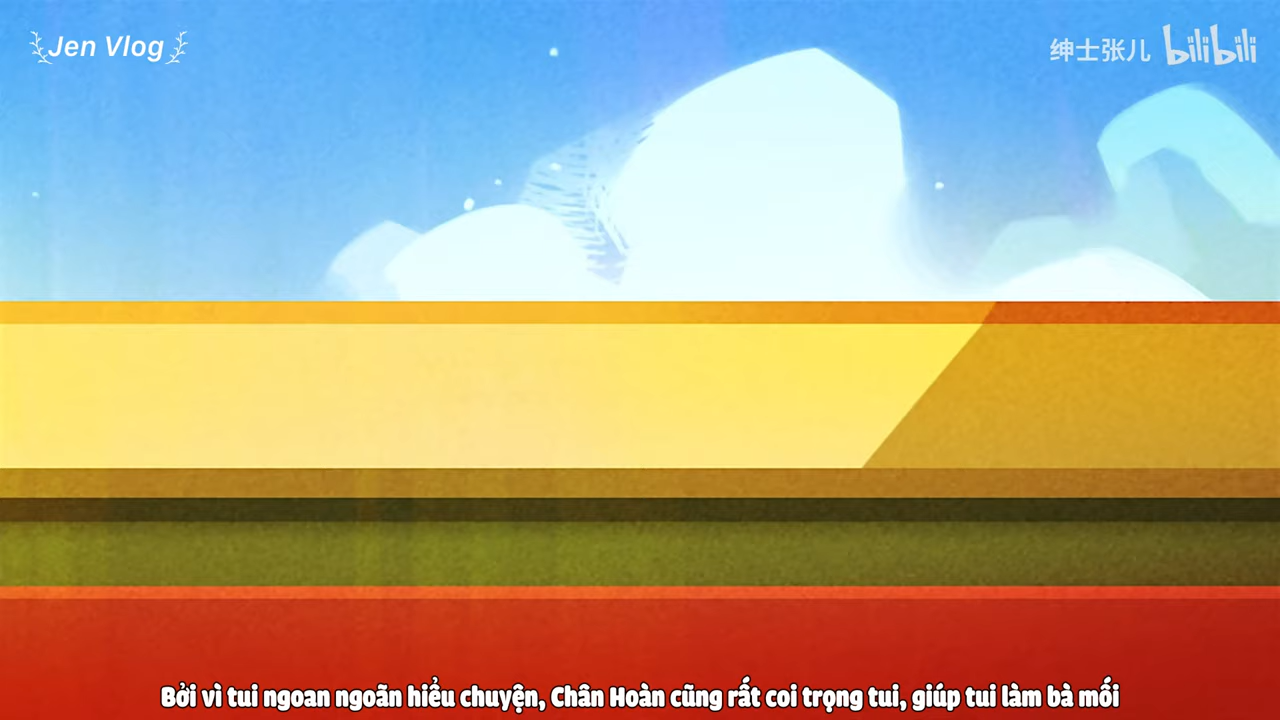 Jen Vlog
绅士张儿 bilibili
Bởi vì tui ngoan ngoãn hiểu chuyện, Chân Hoàn cũng rất coi trọng tui, giúp tui làm bà mối